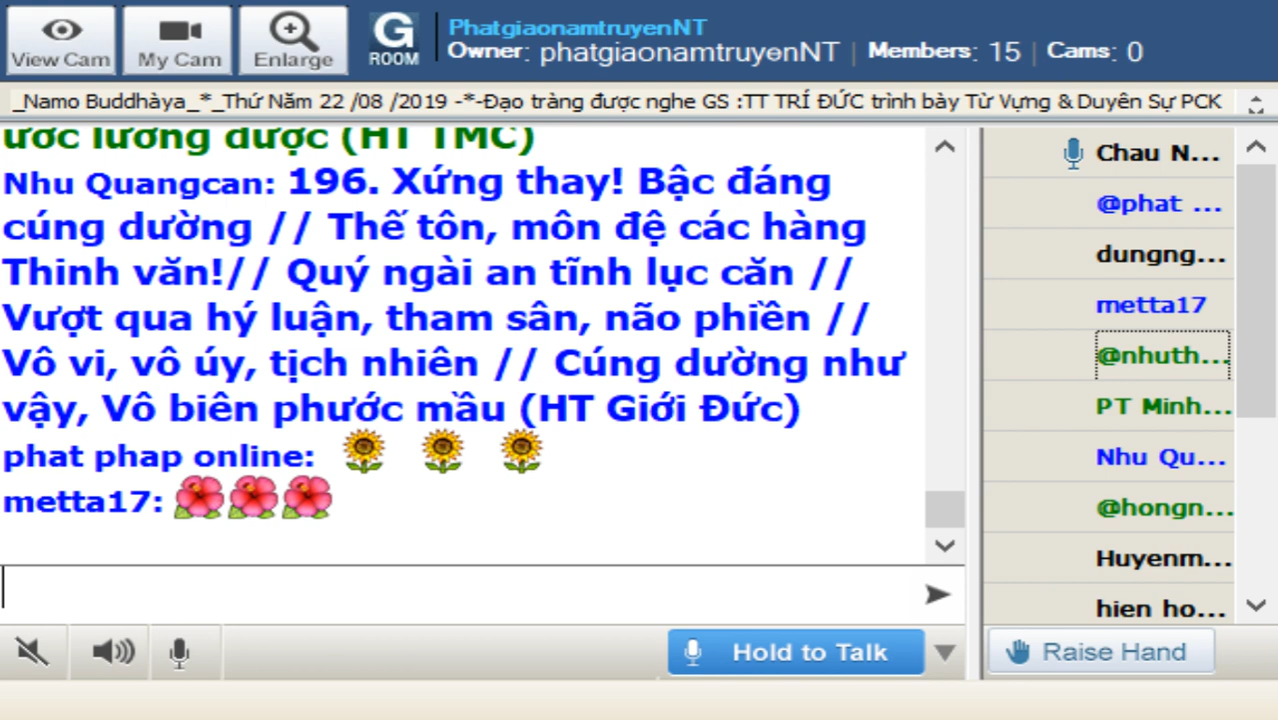 View Cam
My Cam
Enlarge
G
ROOM
PhatgiaonamtruyenNT
Owner: phatgiaonamtruyenNT | Members: 15 | Cams: 0
_Namo Buddhàya_*_Thứ Năm 22 /08 /2019 -*-Đạo tràng được nghe GS :TT TRÍ ĐỨC trình bày Từ Vựng & Duyên Sự PCK
ước lường được (HT TMC)
Nhu Quangcan: 196. Xứng thay! Bậc đáng
cúng dường // Thế tôn, môn đệ các hàng
Thinh văn!// Quý ngài an tĩnh lục căn //
Vượt qua hý luận, tham sân, não phiền //
Vô vi, vô úy, tịch nhiên // Cúng dường như
vậy, Vô biên phước mầu (HT Giới Đức)
phat phap online:
metta17:
Chau N...
@phat ...
dungng...
metta17
@nhuth...
PT Minh...
Nhu Qu...
@hongn...
Huyenm...
hien ho...
Hold to Talk
Raise Hand